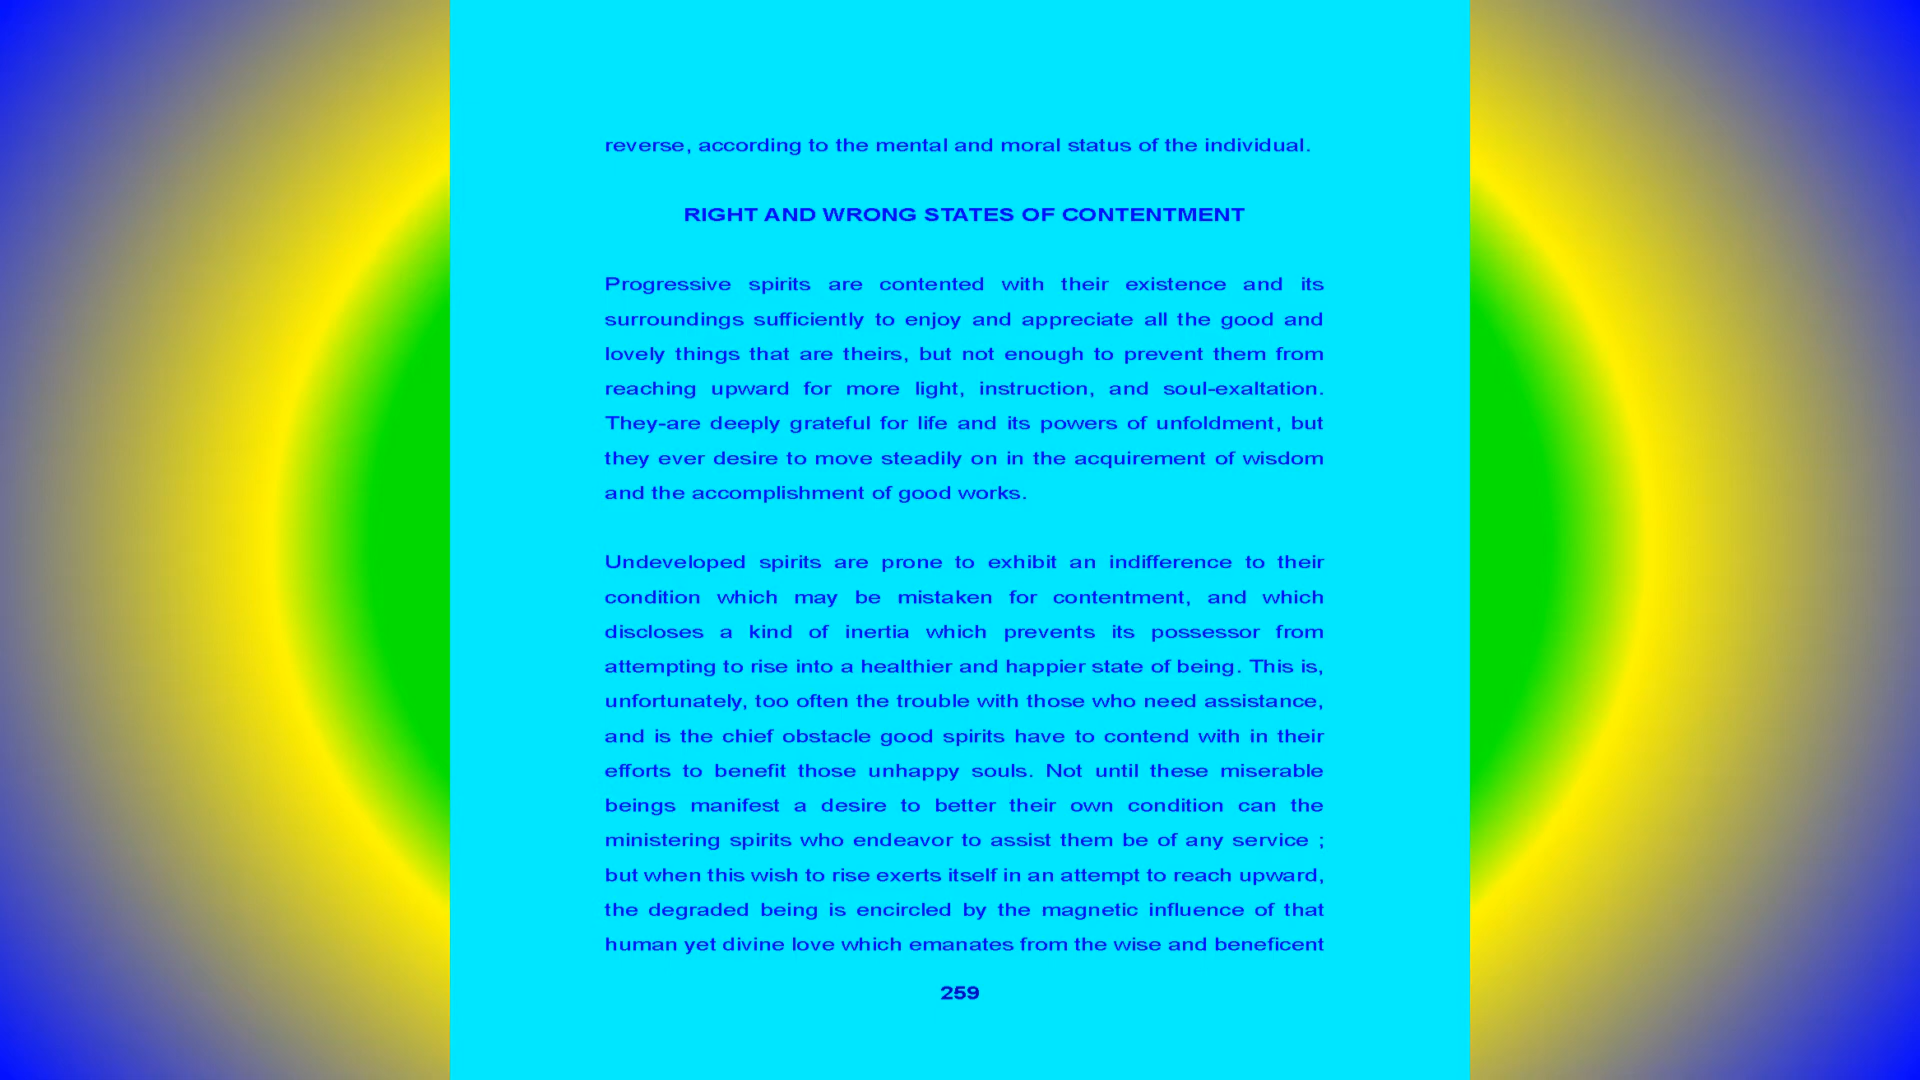 reverse, according to the mental and moral status of the individual.
RIGHT AND WRONG STATES OF CONTENTMENT
Progressive spirits are contented with their existence and its
surroundings sufficiently to enjoy and appreciate all the good and
lovely things that are theirs, but not enough to prevent them from
reaching upward for more light, instruction, and soul-exaltation.
They-are deeply grateful for life and its powers of unfoldment, but
they ever desire to move steadily on in the acquirement of wisdom
and the accomplishment of good works.
Undeveloped spirits are prone to exhibit an indifference to their
condition which may be mistaken for contentment, and which
discloses a kind of inertia which prevents its possessor from
attempting to rise into a healthier and happier state of being. This is,
unfortunately, too often the trouble with those who need assistance,
and is the chief obstacle good spirits have to contend with in their
efforts to benefit those unhappy souls. Not until these miserable
beings manifest a desire to better their own condition can the
ministering spirits who endeavor to assist them be of any service ;
but when this wish to rise exerts itself in an attempt to reach upward,
the degraded being is encircled by the magnetic influence of that
human yet divine love which emanates from the wise and beneficent
259